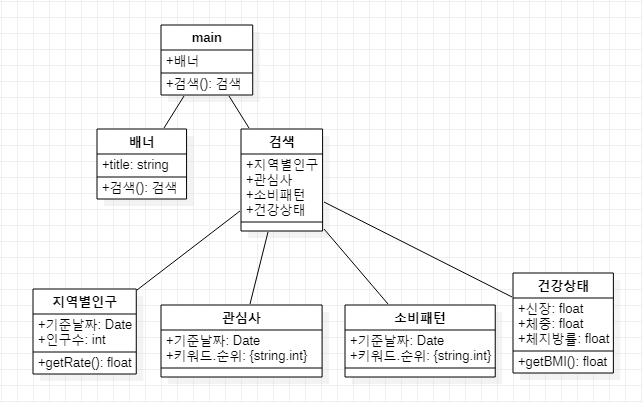 main
+배너
+검색(): 검색
배너
+title: string
+검색(): 검색
검색
+지역별인구
+관심사
+소비패턴
+건강상태
지역별인구
+기준날짜: Date
+인구수: int
+getRate(): float
관심사
+기준날짜: Date
+키워드.순위: {string.int}
소비패턴
+기준날짜: Date
+키워드.순위: {string.int}
건강상태
+신장: float
+체중: float
+체지방률: float
+getBMI(): float